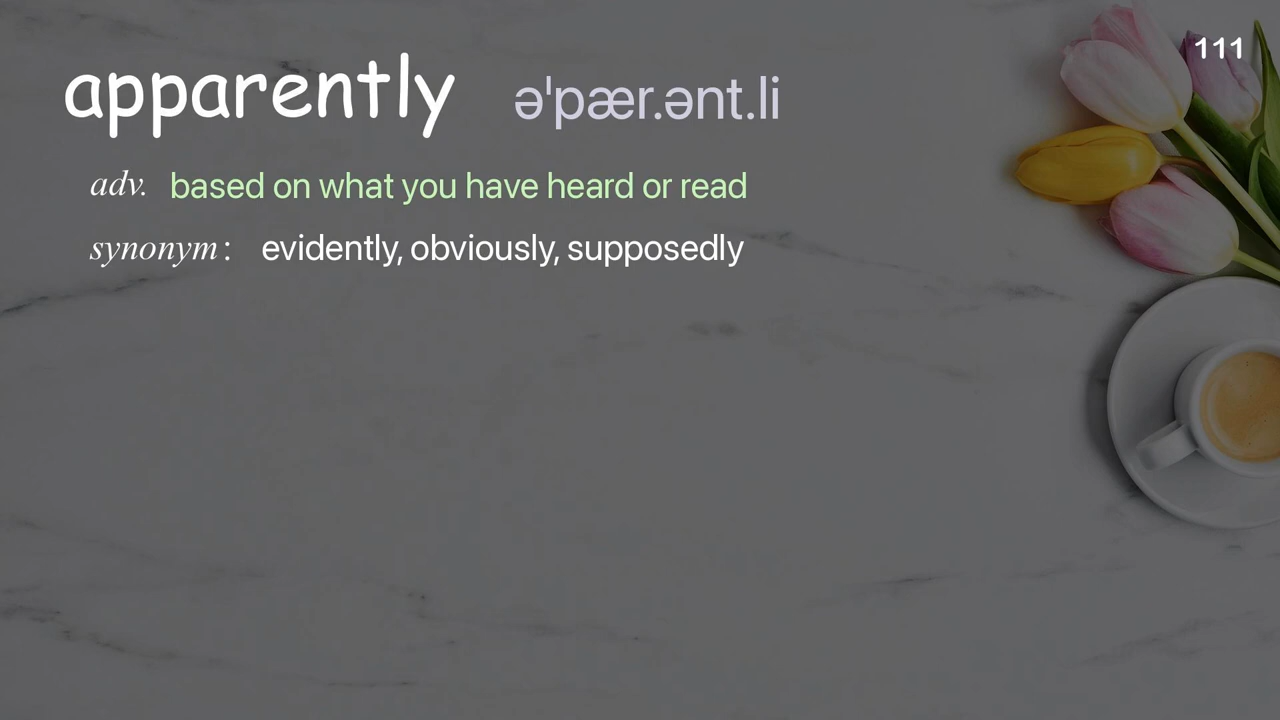 111
apparently əˈpær.ənt.li
adv. based on what you have heard or read
synonym: evidently, obviously, supposedly